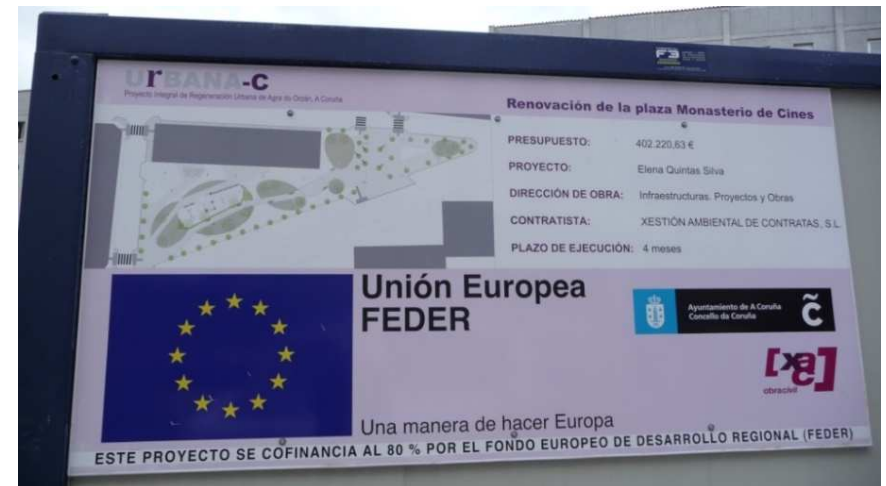 UrBANA-C
Proyecto Integral de Regeneración Urbana de Agra do Orzán, A Coruña
Renovación de la plaza Monasterio de Cines
PRESUPUESTO: 402.220,63 €
PROYECTO: Elena Quintas Silva
DIRECCIÓN DE OBRA: Infraestructuras. Proyectos y Obras
CONTRATISTA: XESTIÓN AMBIENTAL DE CONTRATAS, S.L.
PLAZO DE EJECUCIÓN: 4 meses
Unión Europea
FEDER
Ayuntamiento de A Coruña
Concello da Coruña
[xac]
obracivil
Una manera de hacer Europa
ESTE PROYECTO SE COFINANCIA AL 80 % POR EL FONDO EUROPEO DE DESARROLLO REGIONAL (FEDER)